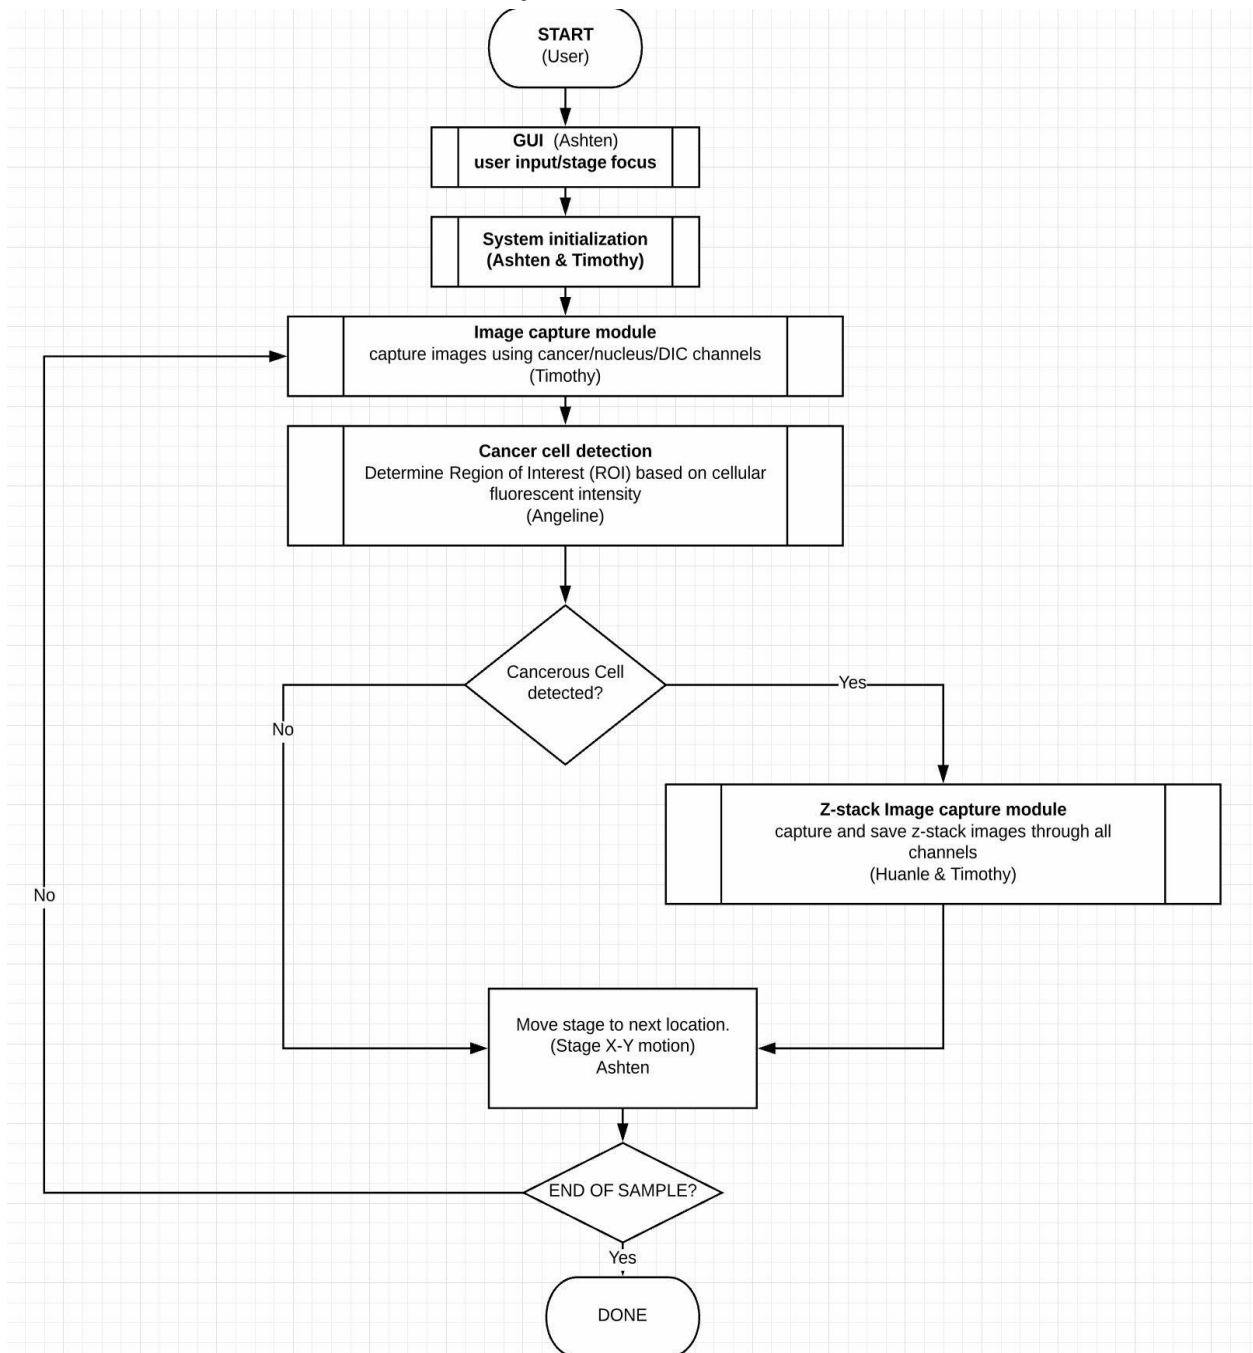 START
(User)
GUI (Ashten)
user input/stage focus
System initialization
(Ashten & Timothy)
Image capture module
capture images using cancer/nucleus/DIC channels
(Timothy)
Cancer cell detection
Determine Region of Interest (ROI) based on cellular
fluorescent intensity
(Angeline)
Cancerous Cell
detected?
Yes
No
Z-stack Image capture module
capture and save z-stack images through all
channels
(Huanle & Timothy)
No
Move stage to next location.
(Stage X-Y motion)
Ashten
END OF SAMPLE?
Yes
DONE